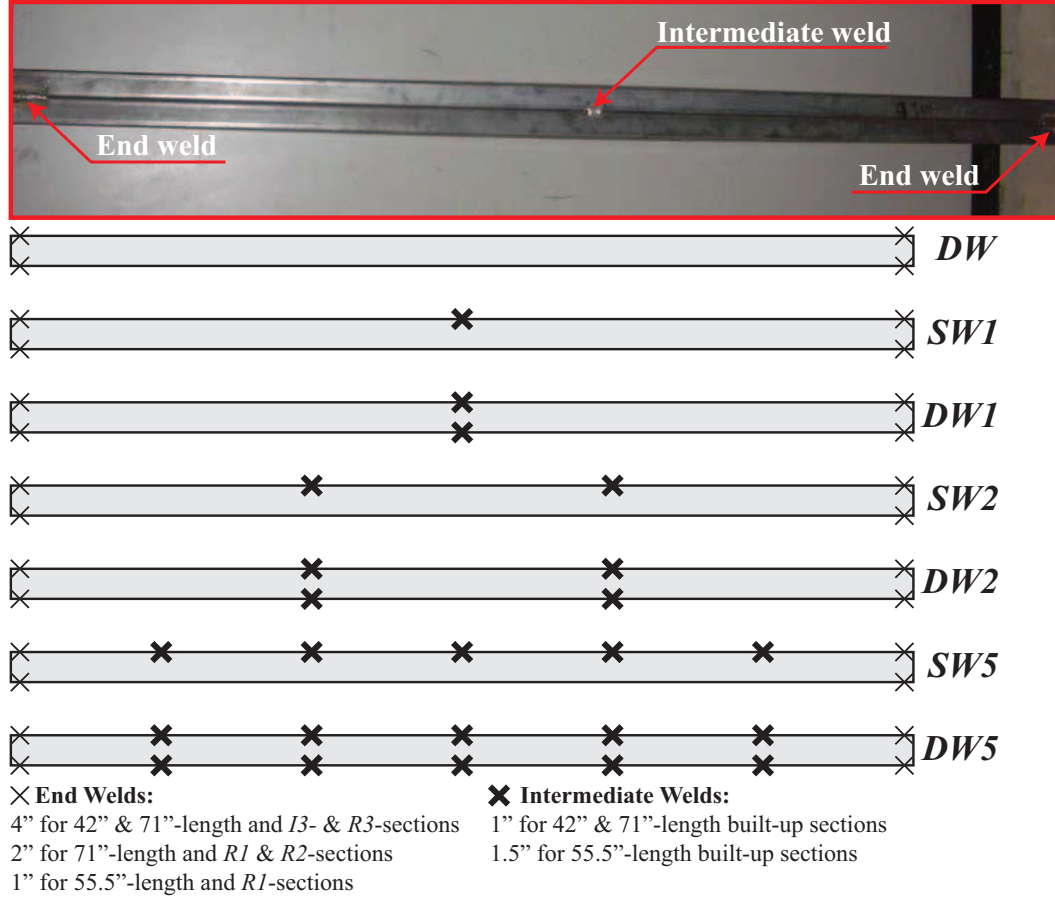 Intermediate weld
End weld
End weld
DW
SW1
DW1
SW2
DW2
SW5
DW5
End Welds:
4” for 42” & 71”-length and I3- & R3-sections
2” for 71”-length and R1 & R2-sections
1” for 55.5”-length and R1-sections
Intermediate Welds:
1” for 42” & 71”-length built-up sections
1.5” for 55.5”-length built-up sections